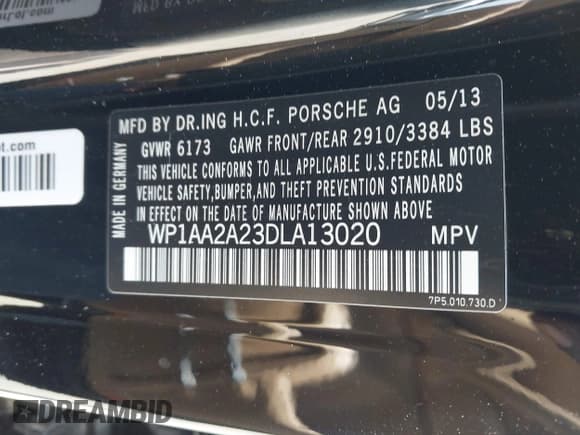 MFD BY DR.ING H.C.F. PORSCHE AG 05/13
GVWR 6173 GAWR FRONT/REAR 2910/3384 LBS
THIS VEHICLE CONFORMS TO ALL APPLICABLE U.S.FEDERAL MOTOR
VEHICLE SAFETY,BUMPER,AND THEFT PREVENTION STANDARDS
IN EFFECT ON THE DATE OF MANUFACTURE SHOWN ABOVE
WP1AA2A23DLA13020 MPV
7P5.010.730.D
MADE IN GERMANY
ot.com
DREAMBID